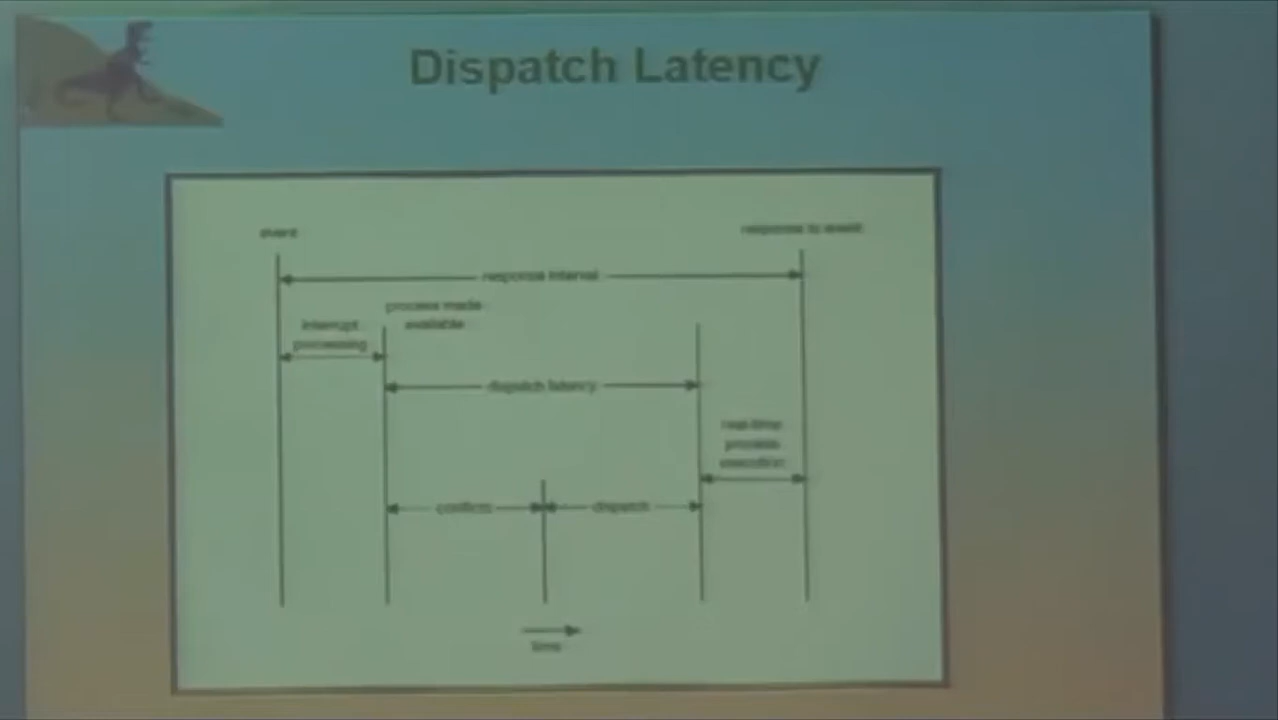 Dispatch Latency
event
response to event
response interval
process made
available
interrupt
processing
dispatch latency
real-time
process
execution
conflicts
dispatch
time